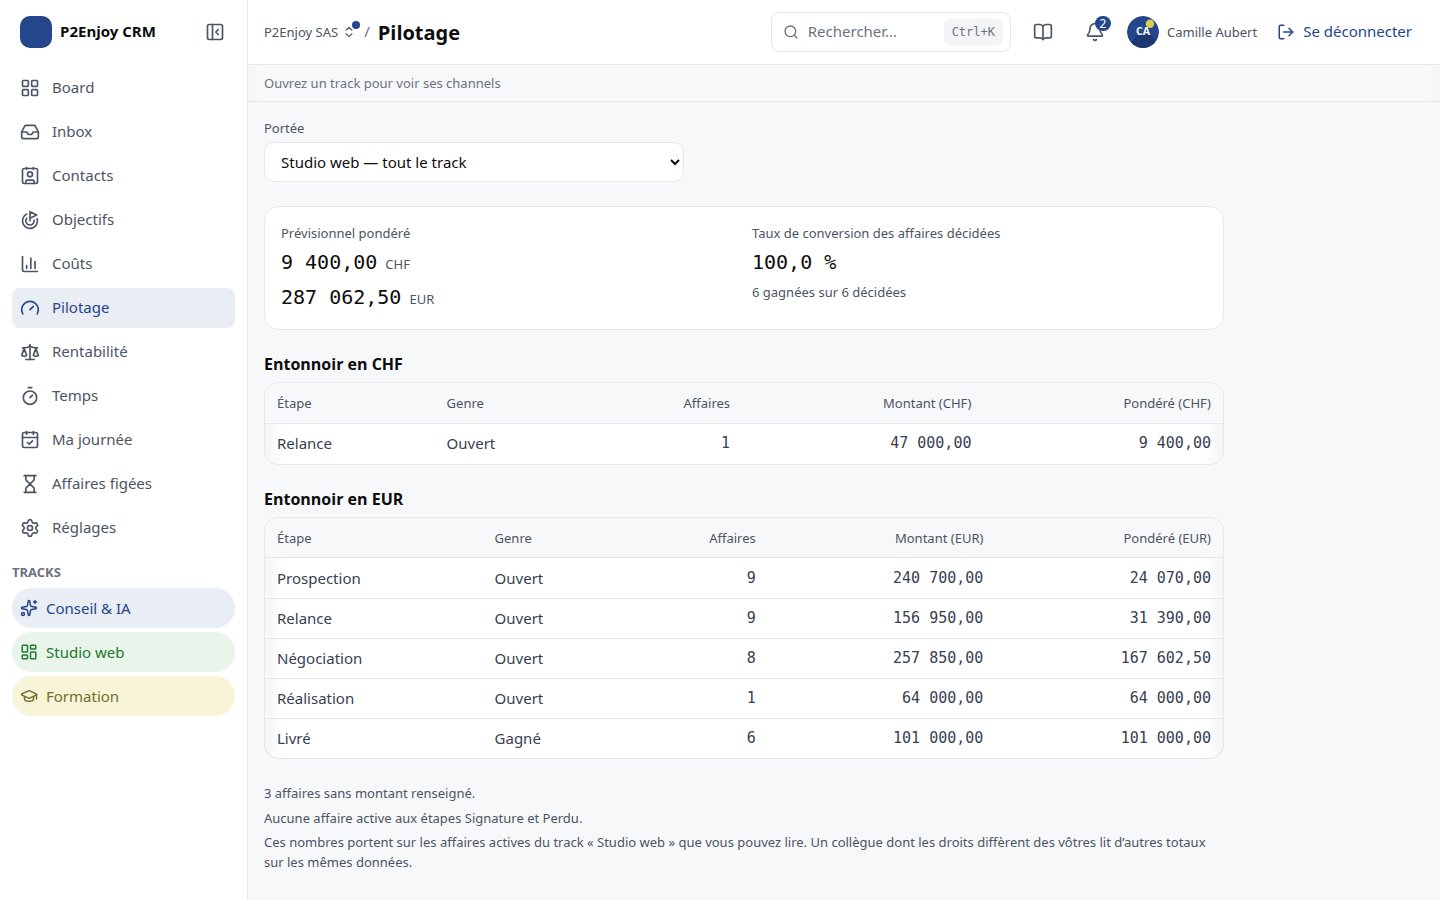 P2Enjoy CRM
Board
Inbox
Contacts
Objectifs
Coûts
Pilotage
Rentabilité
Temps
Ma journée
Affaires figées
Réglages
TRACKS
Conseil & IA
Studio web
Formation
P2Enjoy SAS / Pilotage
Rechercher... Ctrl+K
2
CA Camille Aubert
Se déconnecter
Ouvrez un track pour voir ses channels
Portée
Studio web — tout le track
Prévisionnel pondéré
9 400,00 CHF
287 062,50 EUR
Taux de conversion des affaires décidées
100,0 %
6 gagnées sur 6 décidées
Entonnoir en CHF
Étape Genre Affaires Montant (CHF) Pondéré (CHF)
Relance Ouvert 1 47 000,00 9 400,00
Entonnoir en EUR
Étape Genre Affaires Montant (EUR) Pondéré (EUR)
Prospection Ouvert 9 240 700,00 24 070,00
Relance Ouvert 9 156 950,00 31 390,00
Négociation Ouvert 8 257 850,00 167 602,50
Réalisation Ouvert 1 64 000,00 64 000,00
Livré Gagné 6 101 000,00 101 000,00
3 affaires sans montant renseigné.
Aucune affaire active aux étapes Signature et Perdu.
Ces nombres portent sur les affaires actives du track « Studio web » que vous pouvez lire. Un collègue dont les droits diffèrent des vôtres lit d’autres totaux
sur les mêmes données.